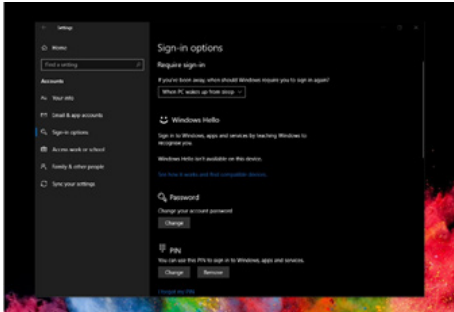 Settings
Home
Find a setting
Accounts
Your info
Email & app accounts
Sign-in options
Access work or school
Family & other people
Sync your settings
Sign-in options
Require sign-in
If you've been away, when should Windows require you to sign in again?
When PC wakes up from sleep
Windows Hello
Sign in to Windows, apps and services by teaching Windows to
recognise you.
Windows Hello isn't available on this device.
See how it works and find compatible devices.
Password
Change your account password
Change
PIN
You can use this PIN to sign in to Windows, apps and services.
Change Remove
I forgot my PIN